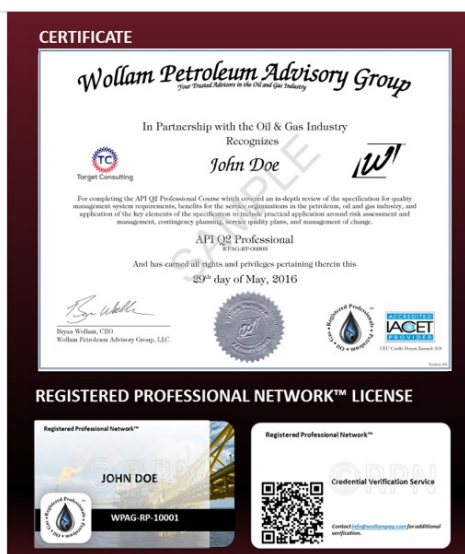 CERTIFICATE
Wollam Petroleum Advisory Group
Your Trusted Advisors in the Oil and Gas Industry
In Partnership with the Oil & Gas Industry
Recognizes
John Doe
TC
Target Consulting
W
For completing the API Q2 Professional Course which covered an in-depth review of the specification for quality
management system requirements, benefits for the service organizations in the petroleum, oil and gas industry, and
application of the key elements of the specification to include practical application around risk assessment and
management, contingency planning, service quality plans, and management of change.
SAMPLE
API Q2 Professional
And has earned all rights and privileges pertaining therein this
29th day of May, 2016
Bryan Wollam, CEO
Wollam Petroleum Advisory Group, LLC
Registered Professionals
Oil • Gas • Petroleum
ACCREDITED
IACET
PROVIDER
REGISTERED PROFESSIONAL NETWORK™ LICENSE
Registered Professional Network™
JOHN DOE
WPAG-RP-10001
Registered Professional Network™
©RPN
Credential Verification Service
Contact info@wollampag.com for additional
verification.